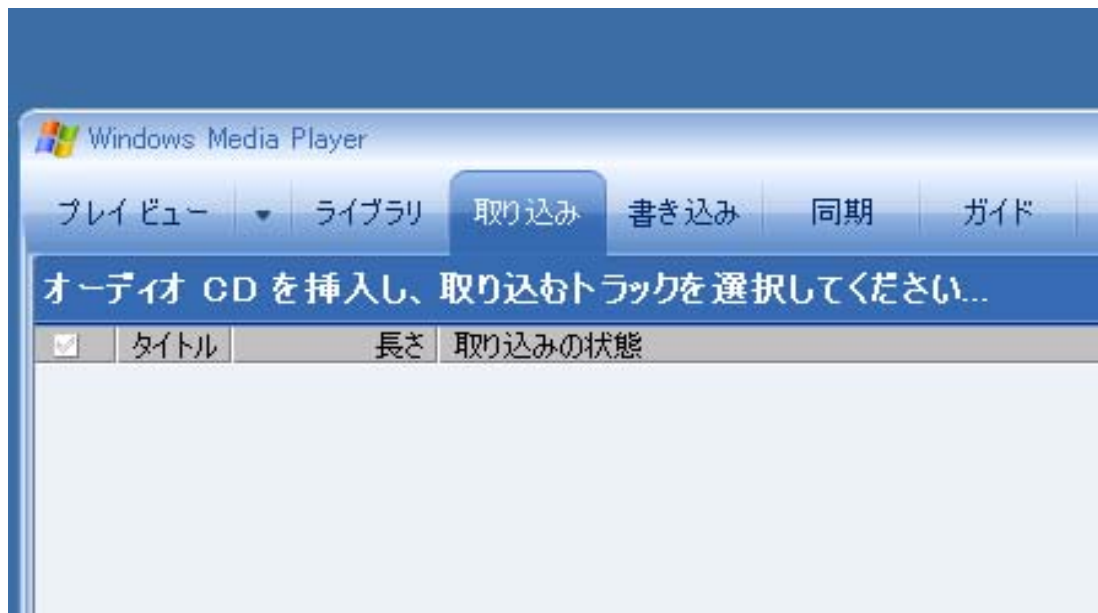 Windows Media Player
プレイ ビュー ライブラリ 取り込み 書き込み 同期 ガイド
オーディオ CD を挿入し、取り込むトラックを選択してください...
タイトル 長さ 取り込みの状態